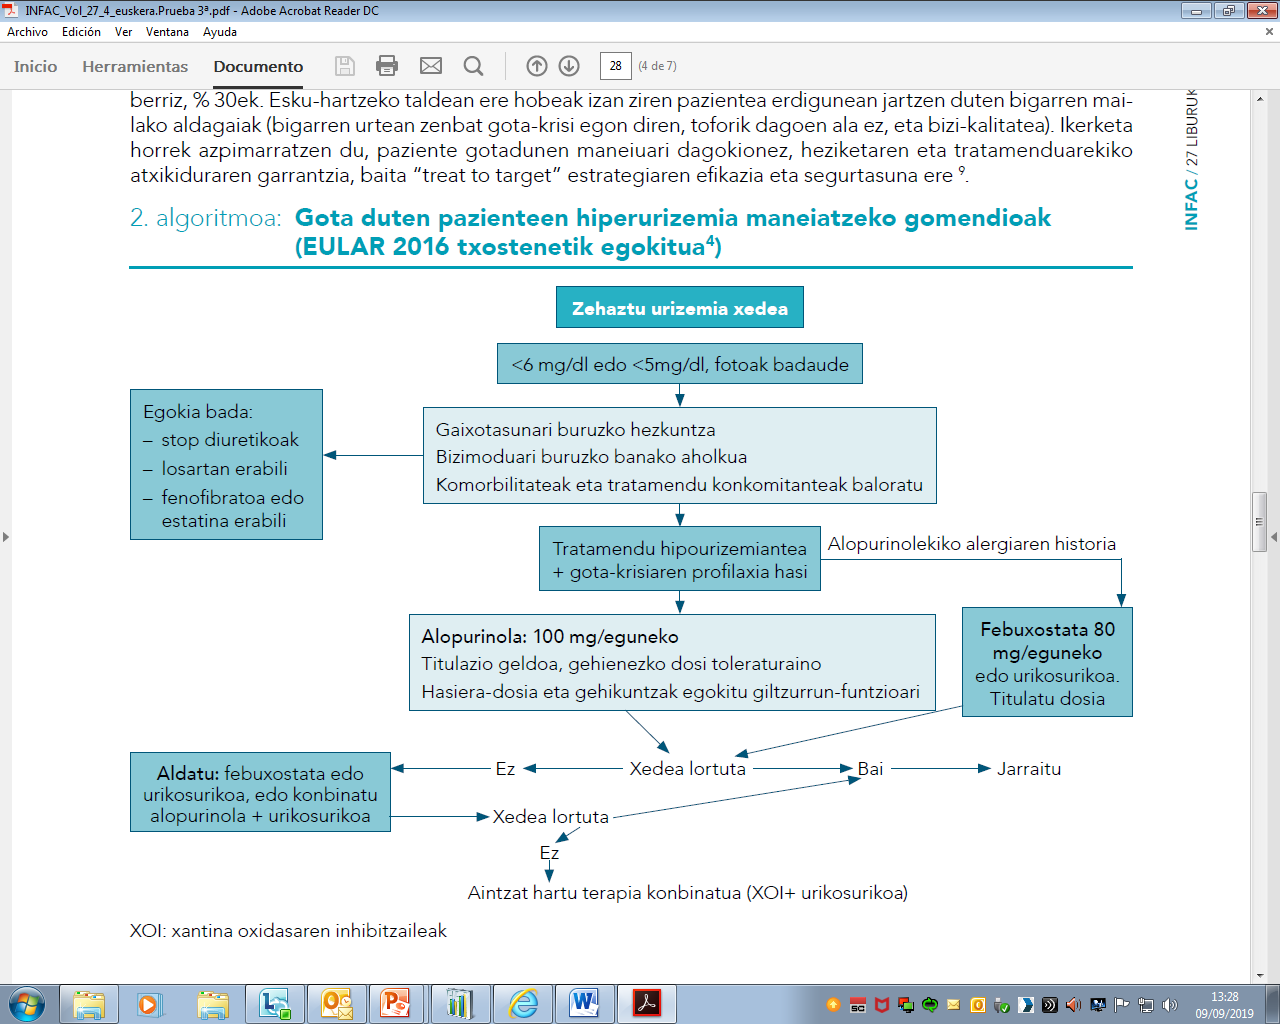 INFAC_Vol_27_4_euskera.Prueba 3ª.pdf - Adobe Acrobat Reader DC
Archivo Edición Ver Ventana Ayuda
Inicio Herramientas Documento 28 (4 de 7)
berriz, % 30ek. Esku-hartzeko taldean ere hobeak izan ziren pazientea erdigunean jartzen duten bigarren mai-
lako aldagaiak (bigarren urtean zenbat gota-krisi egon diren, toforik dagoen ala ez, eta bizi-kalitatea). Ikerketa
horrek azpimarratzen du, paziente gotadunen maneiuari dagokionez, heziketaren eta tratamenduarekiko
atxikiduraren garrantzia, baita “treat to target” estrategiaren efikazia eta segurtasuna ere 9.
INFAC / 27 LIBURUK
2. algoritmoa: Gota duten pazienteen hiperurizemia maneiatzeko gomendioak
(EULAR 2016 txostenetik egokitua4)
Zehaztu urizemia xedea
<6 mg/dl edo <5mg/dl, fotoak badaude
Egokia bada:
– stop diuretikoak
– losartan erabili
– fenofibratoa edo
estatina erabili
Gaixotasunari buruzko hezkuntza
Bizimoduari buruzko banako aholkua
Komorbilitateak eta tratamendu konkomitanteak baloratu
Tratamendu hipourizemiantea
+ gota-krisiaren profilaxia hasi
Alopurinolekiko alergiaren historia
Alopurinola: 100 mg/eguneko
Titulazio geldoa, gehienezko dosi toleraturaino
Hasiera-dosia eta gehikuntzak egokitu giltzurrun-funtzioari
Febuxostata 80
mg/eguneko
edo urikosurikoa.
Titulatu dosia
Aldatu: febuxostata edo
urikosurikoa, edo konbinatu
alopurinola + urikosurikoa
Ez Xedea lortuta Bai Jarraitu
Xedea lortuta
Ez
Aintzat hartu terapia konbinatua (XOI+ urikosurikoa)
XOI: xantina oxidasaren inhibitzaileak
13:28
09/09/2019